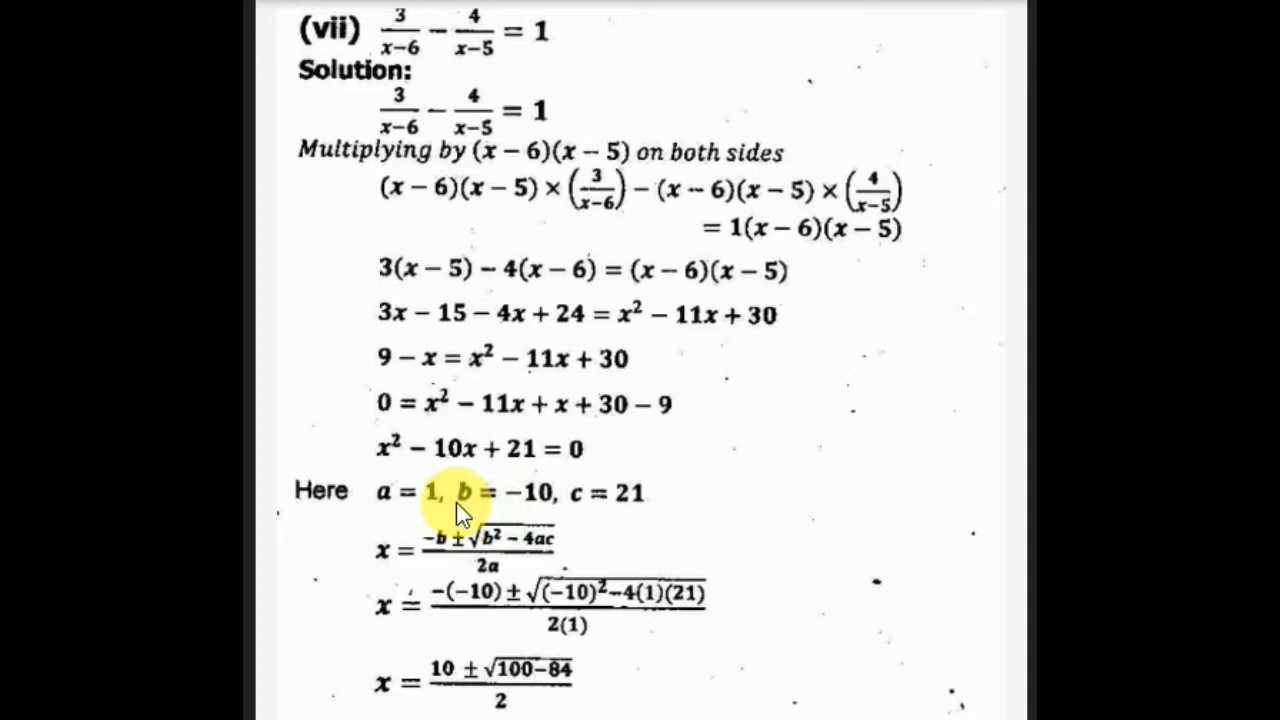 (vii) 3/(x−6) − 4/(x−5) = 1
Solution:
3/(x−6) − 4/(x−5) = 1
Multiplying by (x − 6)(x − 5) on both sides
(x − 6)(x − 5) × (3/(x−6)) − (x − 6)(x − 5) × (4/(x−5))
= 1(x − 6)(x − 5)
3(x − 5) − 4(x − 6) = (x − 6)(x − 5)
3x − 15 − 4x + 24 = x² − 11x + 30
9 − x = x² − 11x + 30
0 = x² − 11x + x + 30 − 9
x² − 10x + 21 = 0
Here a = 1, b = −10, c = 21
x = (−b ± √(b² − 4ac))/2a
x = (−(−10) ± √((−10)²−4(1)(21)))/2(1)
x = (10 ± √(100−84))/2